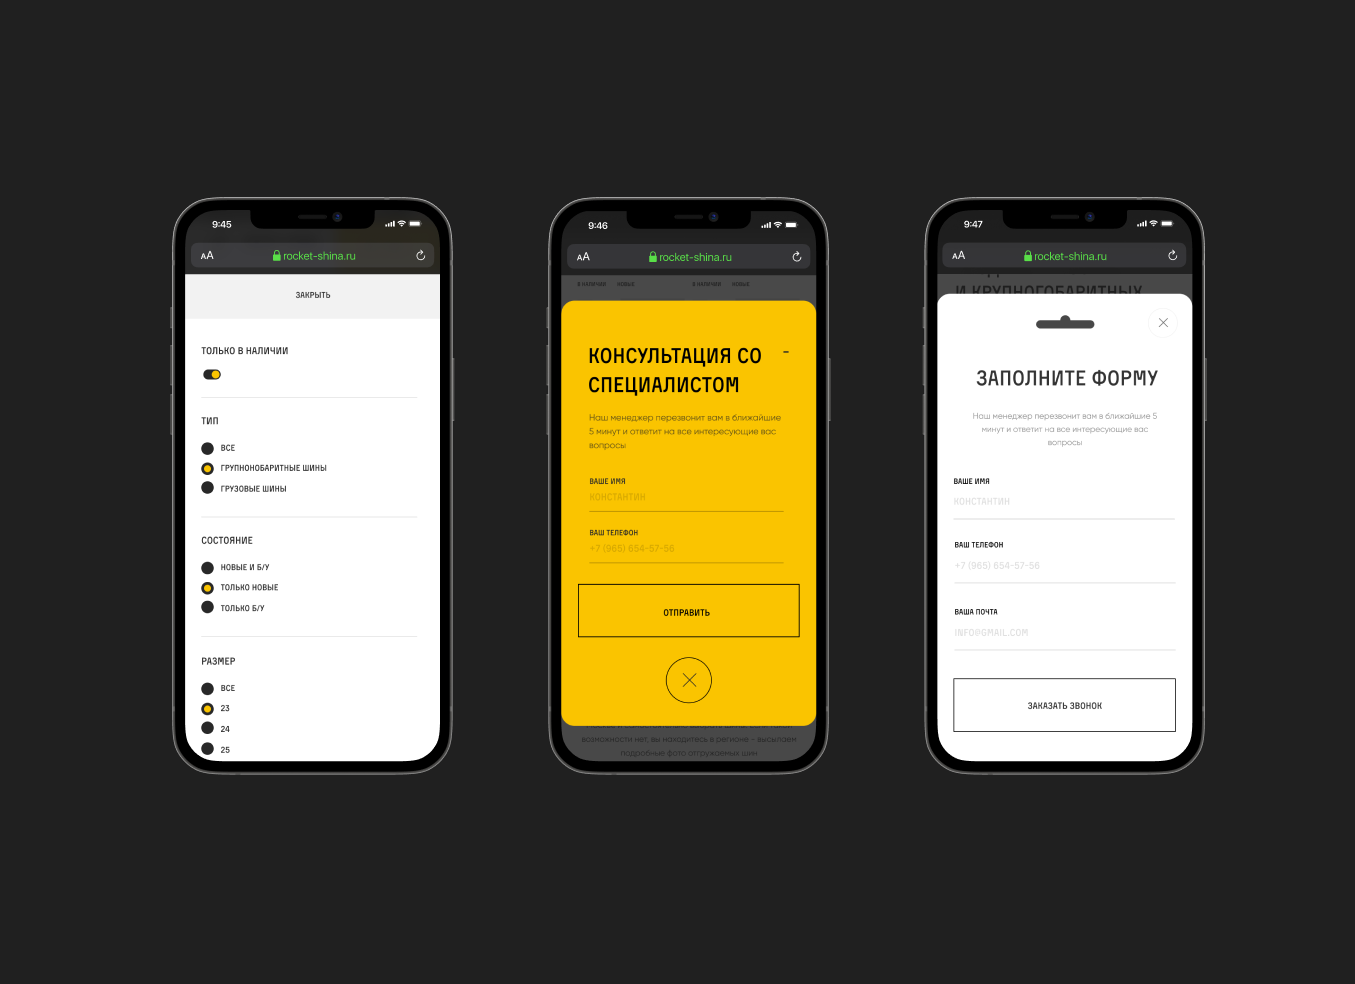 9:45
AA rocket-shina.ru
ЗАКРЫТЬ
ТОЛЬКО В НАЛИЧИИ
ТИП
ВСЕ
ГРУПНОНОБАРИТНЫЕ ШИНЫ
ГРУЗОВЫЕ ШИНЫ
СОСТОЯНИЕ
НОВЫЕ И Б/У
ТОЛЬКО НОВЫЕ
ТОЛЬКО Б/У
РАЗМЕР
ВСЕ
23
24
25
9:46
AA rocket-shina.ru
В НАЛИЧИИ НОВЫЕ В НАЛИЧИИ НОВЫЕ
КОНСУЛЬТАЦИЯ СО
СПЕЦИАЛИСТОМ
Наш менеджер перезвонит вам в ближайшие
5 минут и ответит на все интересующие вас
вопросы
ВАШЕ ИМЯ
КОНСТАНТИН
ВАШ ТЕЛЕФОН
+7 (965) 654-57-56
ОТПРАВИТЬ
возможности нет, вы находитесь в регионе - высылаем
подробные фото отгружаемых шин
9:47
AA rocket-shina.ru
И КРУПНОГОБАРИТНЫХ
ЗАПОЛНИТЕ ФОРМУ
Наш менеджер перезвонит вам в ближайшие 5
минут и ответит на все интересующие вас
вопросы
ВАШЕ ИМЯ
КОНСТАНТИН
ВАШ ТЕЛЕФОН
+7 (965) 654-57-56
ВАША ПОЧТА
INFO@GMAIL.COM
ЗАКАЗАТЬ ЗВОНОК